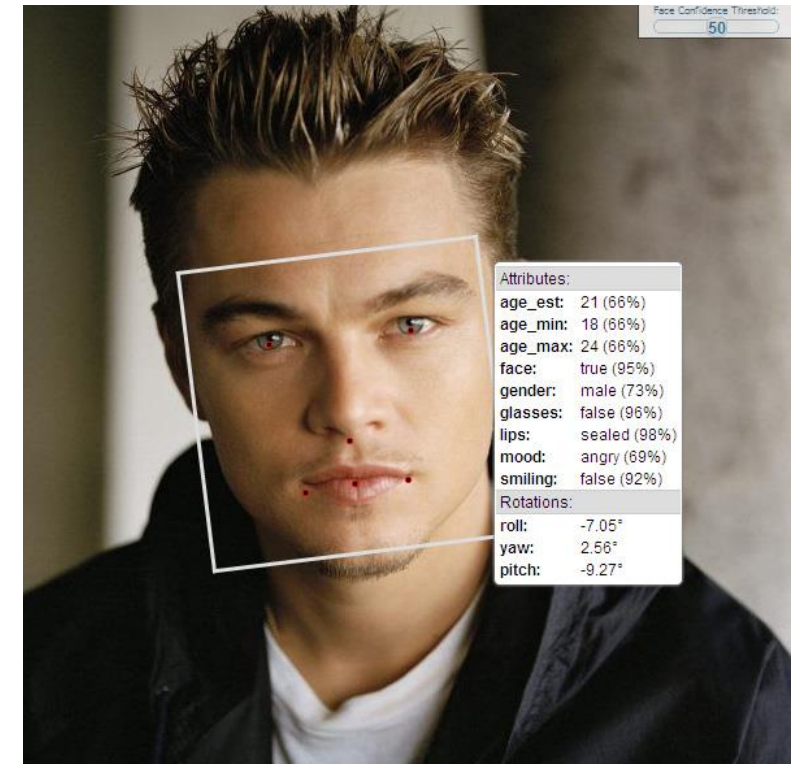 Face Confidence Threshold:
50
Attributes:
age_est: 21 (66%)
age_min: 18 (66%)
age_max: 24 (66%)
face: true (95%)
gender: male (73%)
glasses: false (96%)
lips: sealed (98%)
mood: angry (69%)
smiling: false (92%)
Rotations:
roll: -7.05°
yaw: 2.56°
pitch: -9.27°